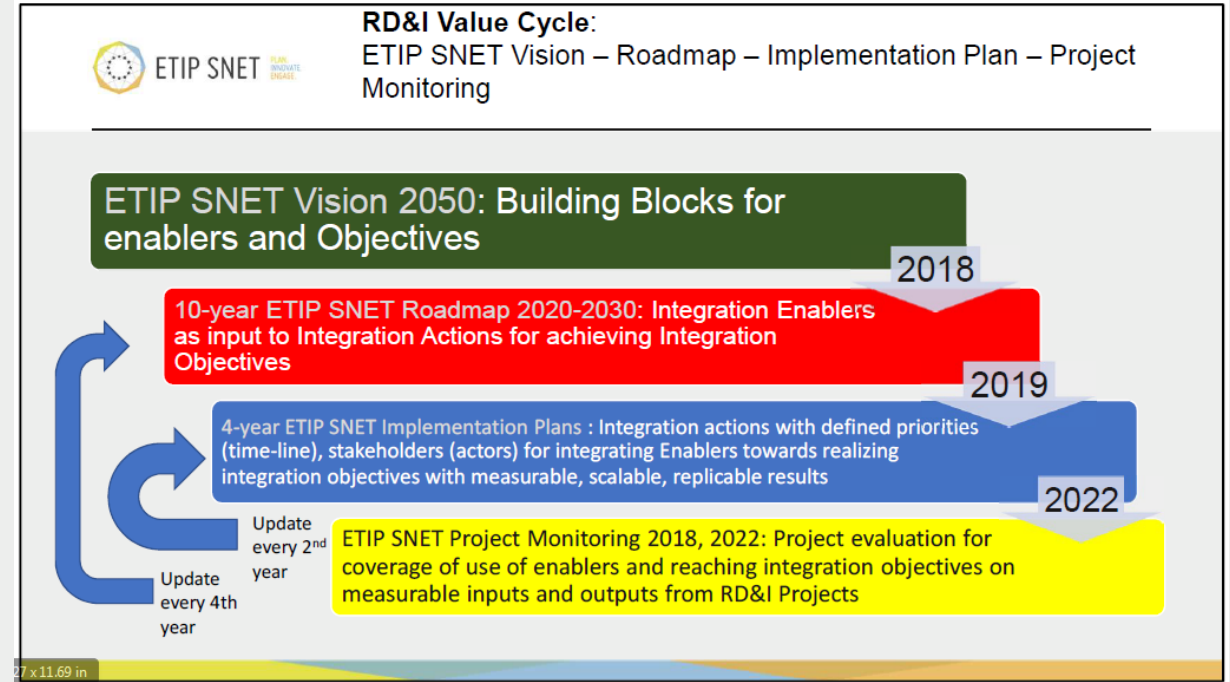 RD&I Value Cycle:
ETIP SNET Vision – Roadmap – Implementation Plan – Project
Monitoring
ETIP SNET PLAN. INNOVATE. ENGAGE.
ETIP SNET Vision 2050: Building Blocks for
enablers and Objectives
2018
10-year ETIP SNET Roadmap 2020-2030: Integration Enablers
as input to Integration Actions for achieving Integration
Objectives
2019
4-year ETIP SNET Implementation Plans : Integration actions with defined priorities
(time-line), stakeholders (actors) for integrating Enablers towards realizing
integration objectives with measurable, scalable, replicable results
2022
Update
every 2nd
year
ETIP SNET Project Monitoring 2018, 2022: Project evaluation for
coverage of use of enablers and reaching integration objectives on
measurable inputs and outputs from RD&I Projects
Update
every 4th
year
27 x 11.69 in